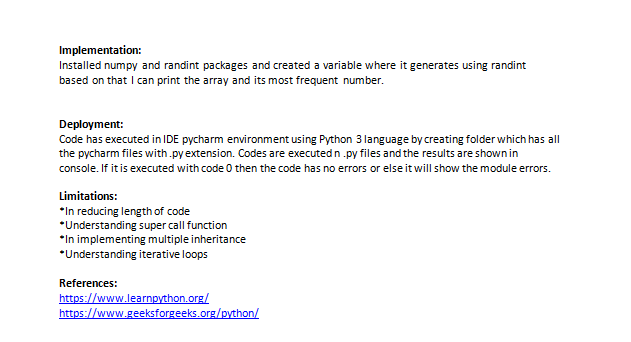 Implementation:
Installed numpy and randint packages and created a variable where it generates using randint
based on that I can print the array and its most frequent number.
Deployment:
Code has executed in IDE pycharm environment using Python 3 language by creating folder which has all
the pycharm files with .py extension. Codes are executed n .py files and the results are shown in
console. If it is executed with code 0 then the code has no errors or else it will show the module errors.
Limitations:
*In reducing length of code
*Understanding super call function
*In implementing multiple inheritance
*Understanding iterative loops
References:
https://www.learnpython.org/
https://www.geeksforgeeks.org/python/